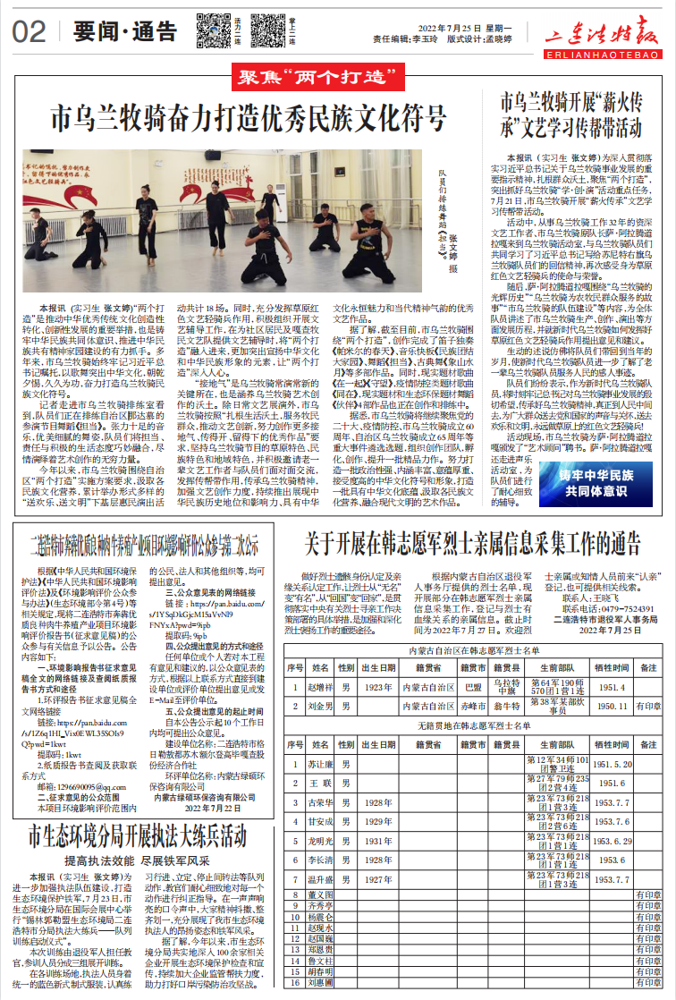 02
要闻·通告
活力二连
掌上二连
2022年7月25日 星期一
责任编辑:李玉玲 版式设计:孟晓婷
二连浩特报
ERLIANHAOTEBAO
聚焦“两个打造”
市乌兰牧骑奋力打造优秀民族文化符号
队员们排练舞蹈《担当》。
张文婷 摄
本报讯（实习生 张文婷）“两个打
造”是推动中华优秀传统文化创造性
转化、创新性发展的重要举措，也是铸
牢中华民族共同体意识、推进中华民
族共有精神家园建设的有力抓手。多
年来，市乌兰牧骑始终牢记习近平总
书记嘱托，以歌舞突出中华文化，朝乾
夕惕，久久为功，奋力打造乌兰牧骑民
族文化符号。
记者走进市乌兰牧骑排练室看
到，队员们正在排练自治区那达慕的
参演节目舞蹈《担当》。张力十足的音
乐，优美细腻的舞姿，队员们将担当、
责任与积极的生活态度巧妙融合，尽
情演绎着艺术创作的无穷力量。
今年以来，市乌兰牧骑围绕自治
区“两个打造”实施方案要求，汲取各
民族文化营养，累计举办形式多样的
“送欢乐、送文明”下基层惠民演出活
动共计18场。同时，充分发挥草原红
色文艺轻骑兵作用，积极组织开展文
艺辅导工作，在为社区居民及嘎查牧
民文艺队提供文艺辅导时，将“两个打
造”融入进来，更加突出宣扬中华文化
和中华民族形象的元素，让“两个打
造”深入人心。
“接地气”是乌兰牧骑常演常新的
关键所在，也是涵养乌兰牧骑艺术创
作的沃土。除日常文艺展演外，市乌
兰牧骑按照“扎根生活沃土，服务牧民
群众，推动文艺创新，努力创作更多接
地气、传得开、留得下的优秀作品”要
求，坚持乌兰牧骑节目的草原特色、民
族特色和地域特色，并积极邀请老一
辈文艺工作者与队员们面对面交流，
发挥传帮带作用，传承乌兰牧骑精神，
加强文艺创作力度，持续推出展现中
华民族历史地位和影响力、具有中华
文化永恒魅力和当代精神气韵的优秀
文艺作品。
据了解，截至目前，市乌兰牧骑围
绕“两个打造”，创作完成了笛子独奏
《帕米尔的春天》、音乐快板《民族团结
大家园》、舞蹈《担当》、古典舞《象山水
月》等多部作品。同时，现实题材歌曲
《在一起》《守望》、疫情防控类题材歌曲
《同在》、现实题材和生态环保题材舞蹈
《伙伴》4部作品也正在创作和排练中。
据悉，市乌兰牧骑将继续聚焦党的
二十大、疫情防控、市乌兰牧骑成立60
周年、自治区乌兰牧骑成立65周年等
重大事件遴选选题，组织创作团队，孵
化、创作、提升一批精品力作。努力打
造一批政治性强、内涵丰富、意蕴厚重、
接受度高的中华文化符号和形象，打造
一批具有中华文化底蕴、汲取各民族文
化营养、融合现代文明的艺术作品。
市乌兰牧骑开展“薪火传
承”文艺学习传帮带活动
本报讯（实习生 张文婷）为深入贯彻落
实习近平总书记关于乌兰牧骑事业发展的重
要指示精神，扎根群众沃土，聚焦“两个打造”，
突出抓好乌兰牧骑“学·创·演”活动重点任务，
7月21日，市乌兰牧骑开展“薪火传承”文艺学
习传帮带活动。
活动中，从事乌兰牧骑工作32年的资深
文艺工作者，市乌兰牧骑原队长萨·阿拉腾道
拉嘎来到乌兰牧骑活动室，与乌兰牧骑队员们
共同学习了习近平总书记写给苏尼特右旗乌
兰牧骑队员们的回信精神，再次感受身为草原
红色文艺轻骑兵的使命与荣誉。
随后，萨·阿拉腾道拉嘎围绕“乌兰牧骑的
光辉历史”“乌兰牧骑为农牧民群众服务的故
事”“市乌兰牧骑的队伍建设”等内容，为全体
队员讲述了市乌兰牧骑生产、创作、演出等方
面发展历程，并就新时代乌兰牧骑如何发挥好
草原红色文艺轻骑兵作用提出意见和建议。
生动的述说仿佛将队员们带回到当年的
岁月，使新时代乌兰牧骑队员进一步了解了老
一辈乌兰牧骑队员服务人民的感人事迹。
队员们纷纷表示，作为新时代乌兰牧骑队
员，将时刻牢记总书记对乌兰牧骑事业发展的殷
切希望，传承好乌兰牧骑精神，真正到人民中间
去，为广大群众送去党和国家的声音与关怀，送去
欢乐和文明，永远做草原上的红色文艺轻骑兵！
活动现场，市乌兰牧骑为萨·阿拉腾道拉
嘎颁发了“艺术顾问”聘书。萨·阿拉腾道拉嘎
还走进声乐
活动室，为
队员们进行
了耐心细致
的辅导。
铸牢中华民族
共同体意识
二连浩特市奔犇优质良种肉牛养殖产业项目环境影响评价公众参与第二次公示
根据《中华人民共和国环境保
护法》《中华人民共和国环境影响
评价法》及《环境影响评价公众参
与办法》（生态环境部令第4号）等
相关规定，现将二连浩特市奔犇优
质良种肉牛养殖产业项目环境影
响评价报告书（征求意见稿）的公
众参与有关信息予以公告。公告
内容如下：
一、环境影响报告书征求意见
稿全文的网络链接及查阅纸质报
告书方式和途径
1.环评报告书征求意见稿全
文网络链接
链接：https://pan.baidu.com
/s/1Z6q1HI_Vix0EWL35SOIs9
Q?pwd=1kwt
提取码：1kwt
2.纸质报告书查阅及获取联
系方式
邮箱：1296690095@qq.com
二、征求意见的公众范围
本项目环境影响评价范围内
的公民、法人和其他组织等，均可
提出意见。
三、公众意见表的网络链接
链接：https://pan.baidu.com/
s/1YSqDkGjcM15aVvNl9
FNYxA?pwd=9ipb
提取码：9ipb
四、公众提出意见的方式和途径
任何单位或个人若对本工程
有意见和建议的，以公众意见表的
方式，根据以上联系方式直接到建
设单位或评价单位提出意见或发
E-Mail至评价单位。
五、公众提出意见的起止时间
自本公告公示起10个工作日
内均可提出公众意见。
建设单位名称：二连浩特市格
日勒敖都苏木额尔登高毕嘎查股
份经济合作社
环评单位名称：内蒙古绿硕环
保咨询有限公司
内蒙古绿硕环保咨询有限公司
2022年7月22日
市生态环境分局开展执法大练兵活动
提高执法效能 尽展铁军风采
本报讯（实习生 张文婷）为
进一步加强执法队伍建设，打造
生态环境保护铁军，7月23日，市
生态环境分局在国际会展中心举
行“锡林郭勒盟生态环境局二连
浩特市分局执法大练兵——队列
训练启动仪式”。
本次训练由退役军人担任教
官，参训人员分成三组展开训练。
在各训练场地，执法人员身着
统一的蓝色新式制式服装，认真练
习行进、立定、停止间转法等队列
动作，教官们耐心细致地对每一个
动作进行纠正指导。在一声声响
亮的口令声中，大家精神抖擞、整
齐划一，充分展现了我市生态环境
执法人的昂扬姿态和铁军风采。
据了解，今年以来，市生态环
境分局共实地深入100余家相关
企业开展生态环境保护检查和宣
传，持续加大企业监管帮扶力度，
助力打好口岸污染防治攻坚战。
关于开展在韩志愿军烈士亲属信息采集工作的通告
做好烈士遗骸身份认定及亲
缘关系认定工作，让烈士从“无名”
变“有名”，从“回国”变“回家”，是贯
彻落实中央有关烈士寻亲工作决
策部署的具体举措，是加强和深化
烈士褒扬工作的重要途径。
根据内蒙古自治区退役军
人事务厅提供的烈士名单，现
开展部分在韩志愿军烈士亲属
信息采集工作，登记与烈士有
血缘关系的亲属信息。截止时
间为2022年7月27日。欢迎烈
士亲属或知情人员前来“认亲”
登记，也可提供相关线索。
联系人：王晓飞
联系电话：0479-7524391
二连浩特市退役军人事务局
2022年7月25日
内蒙古自治区在韩志愿军烈士名单
序号 姓名 性别 出生日期 籍贯省 籍贯市 籍贯县 生前部队 牺牲时间 备注
1 赵增祥 男 1923年 内蒙古自治区 巴盟 乌拉特中旗 第64军190师570团1营1连 1951.4
2 刘金男 男 内蒙古自治区 赤峰市 翁牛特 第38军某部炊事员 1950.11 有印章
无籍贯地在韩志愿军烈士名单
序号 姓名 性别 出生日期 籍贯省 籍贯市 籍贯县 生前部队 牺牲时间 备注
1 苏让廉 男 第12军34师101团警卫连 1951.5.20
2 王联 男 第27军79师235团2营4连 1951.6
3 古荣华 男 1928年 第23军73师218团1营3连 1953.7.7
4 甘安成 男 1929年 第23军73师218团2营6连 1953.7.6
5 龙明光 男 1931年 第23军73师218团1营1连 1953.6.29
6 李长清 男 1928年 第23军73师218团1营1连 1953.6
7 温升盛 男 1927年 第23军73师218团1营3连 1953.7.7
8 董义图 有印章
9 齐秀亭 有印章
10 杨震仑 有印章
11 赵现水 有印章
12 赵国巍 有印章
13 郑恩贵 有印章
14 鲁文柱 有印章
15 胡春明 有印章
16 刘惠圃 有印章